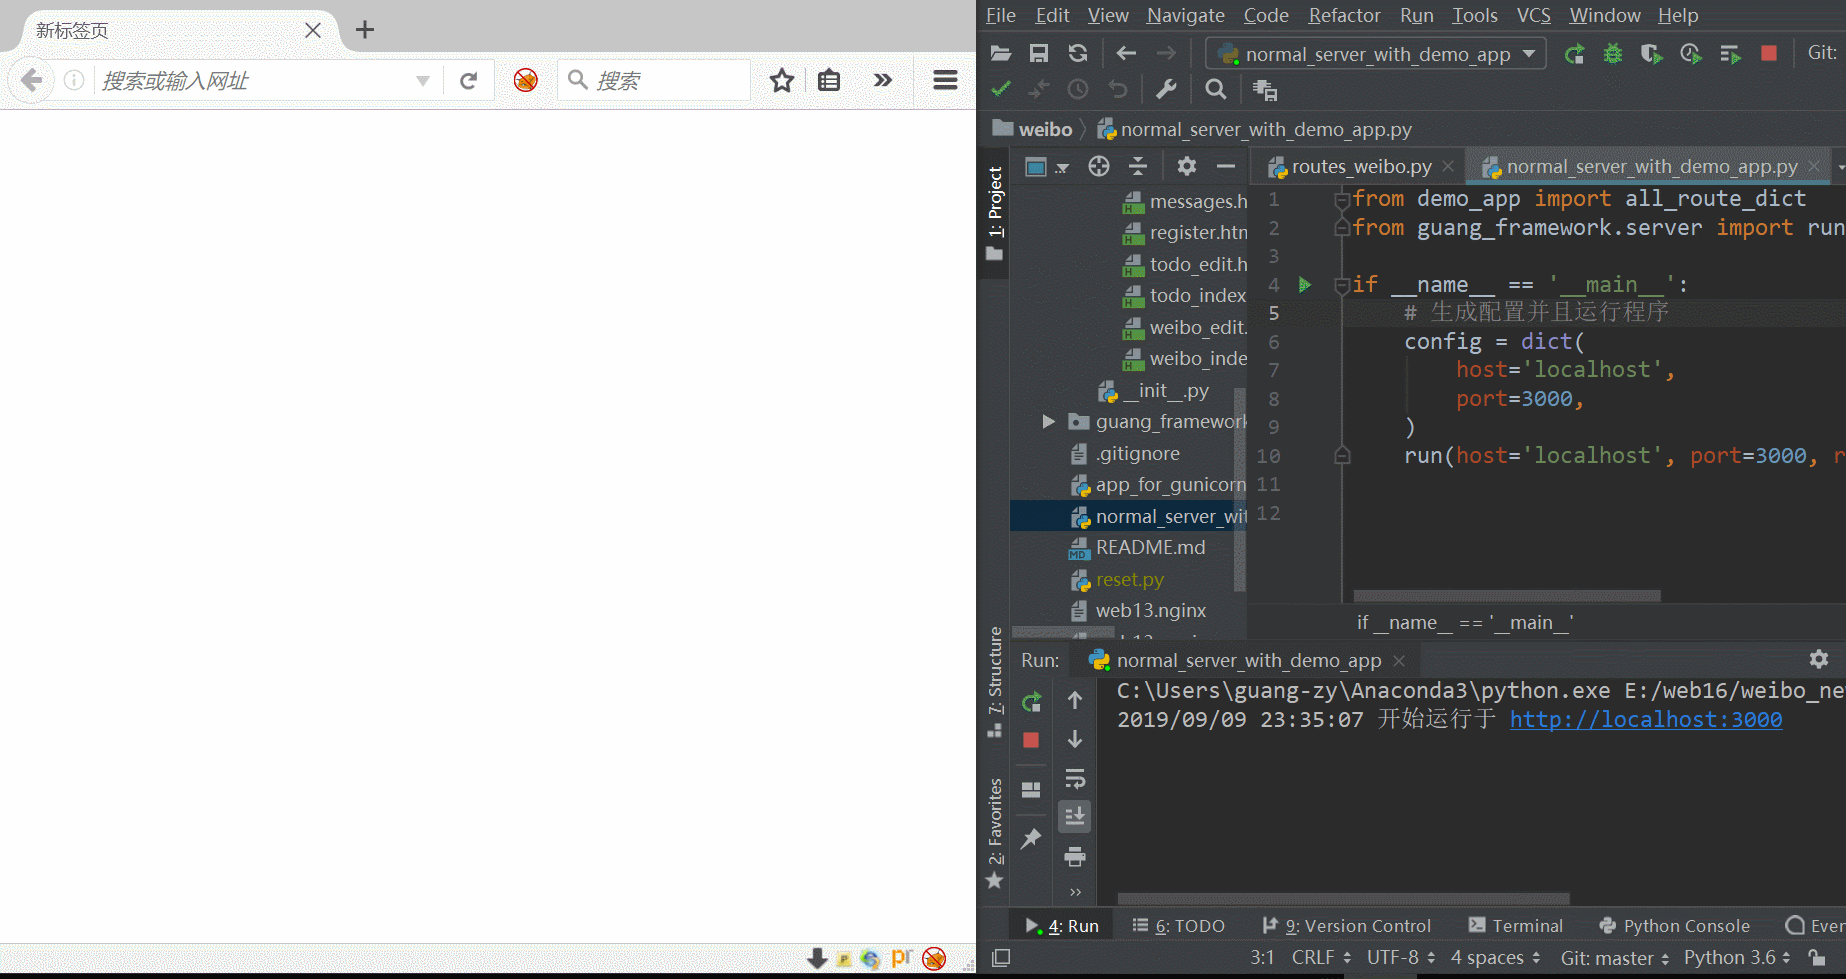 新标签页
搜索或输入网址
搜索
File Edit View Navigate Code Refactor Run Tools VCS Window Help
normal_server_with_demo_app
Git:
weibo
normal_server_with_demo_app.py
1: Project
routes_weibo.py
normal_server_with_demo_app.py
messages.h
register.htm
todo_edit.h
todo_index
weibo_edit.
weibo_inde
__init__.py
guang_framework
.gitignore
app_for_gunicorn
normal_server_wit
README.md
reset.py
web13.nginx
1 from demo_app import all_route_dict
2 from guang_framework.server import run
3
4 if __name__ == '__main__':
5 # 生成配置并且运行程序
6 config = dict(
7 host='localhost',
8 port=3000,
9 )
10 run(host='localhost', port=3000, r
11
12
if __name__ == '__main__'
7: Structure
2: Favorites
Run: normal_server_with_demo_app
C:\Users\guang-zy\Anaconda3\python.exe E:/web16/weibo_ne
2019/09/09 23:35:07 开始运行于 http://localhost:3000
4: Run 6: TODO 9: Version Control Terminal Python Console Ever
3:1 CRLF UTF-8 4 spaces Git: master Python 3.6
pr